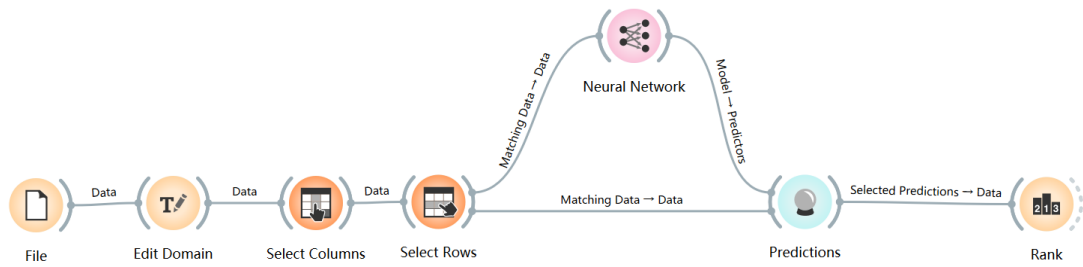 Neural Network
Matching Data → Data
Model → Predictors
Data
Data
Data
Matching Data → Data
Selected Predictions → Data
T
213
File
Edit Domain
Select Columns
Select Rows
Predictions
Rank